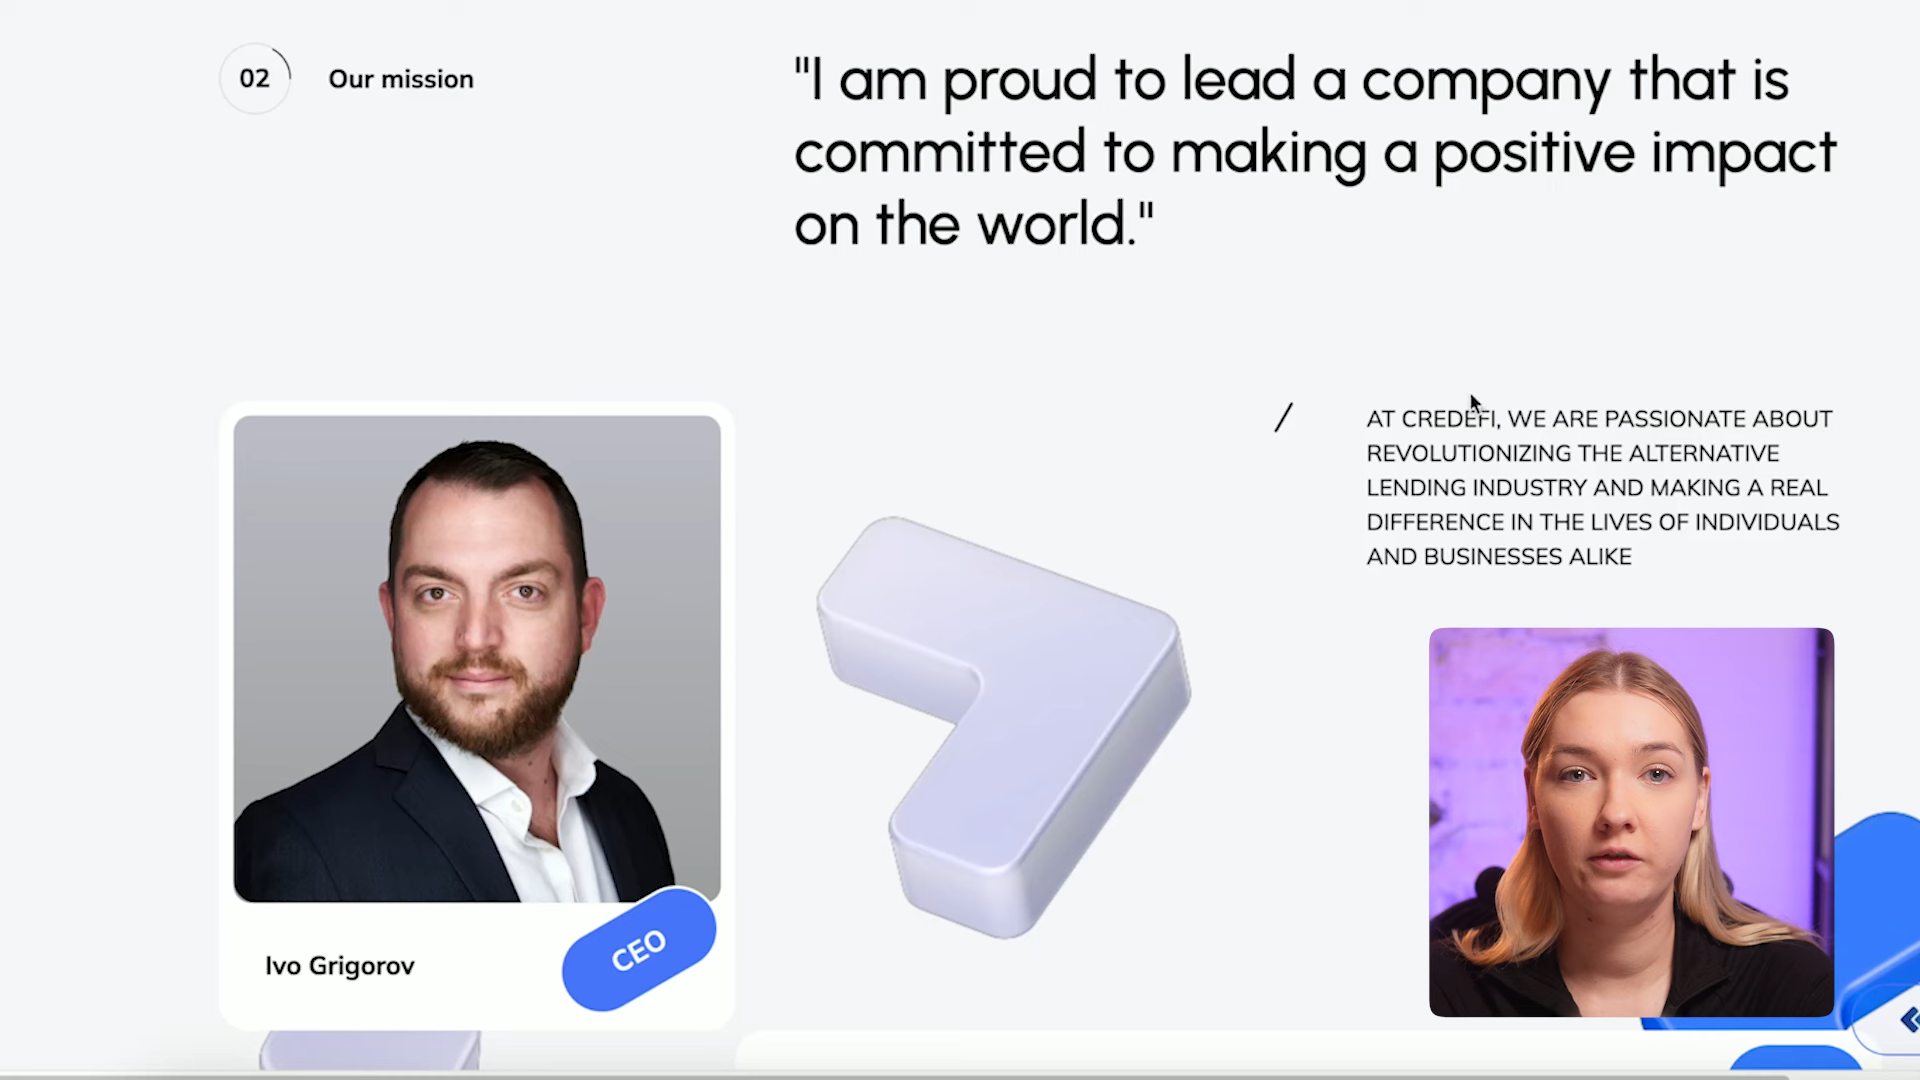 02
Our mission
"I am proud to lead a company that is
committed to making a positive impact
on the world."
AT CREDEFI, WE ARE PASSIONATE ABOUT
REVOLUTIONIZING THE ALTERNATIVE
LENDING INDUSTRY AND MAKING A REAL
DIFFERENCE IN THE LIVES OF INDIVIDUALS
AND BUSINESSES ALIKE
Ivo Grigorov
CEO